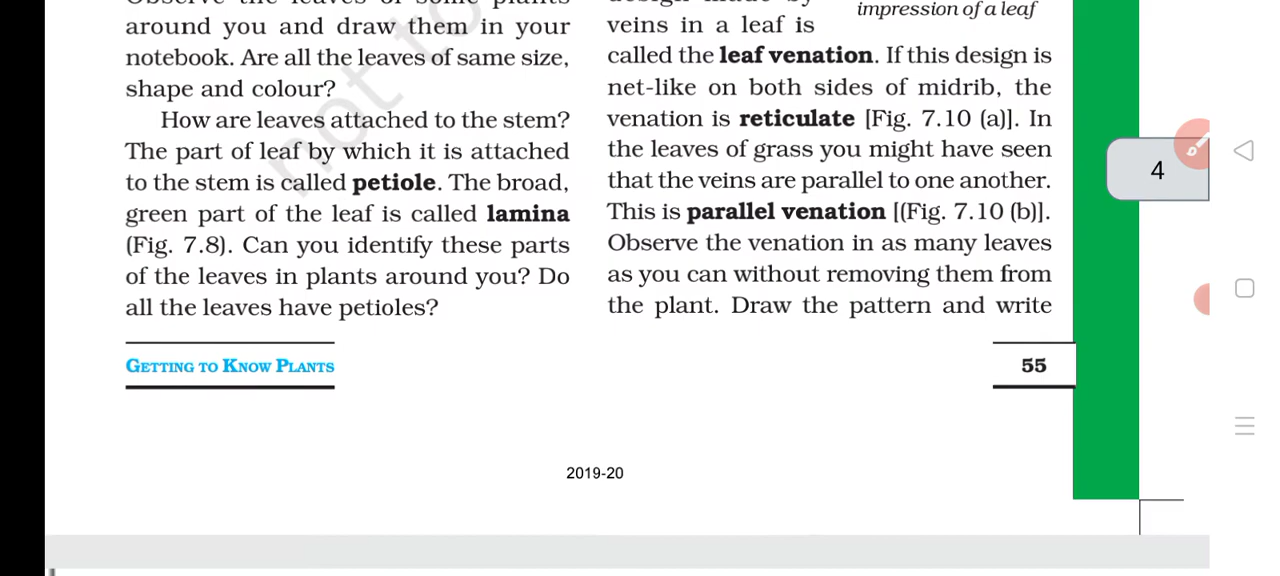 around you and draw them in your
notebook. Are all the leaves of same size,
shape and colour?
How are leaves attached to the stem?
The part of leaf by which it is attached
to the stem is called petiole. The broad,
green part of the leaf is called lamina
(Fig. 7.8). Can you identify these parts
of the leaves in plants around you? Do
all the leaves have petioles?
impression of a leaf
veins in a leaf is
called the leaf venation. If this design is
net-like on both sides of midrib, the
venation is reticulate [Fig. 7.10 (a)]. In
the leaves of grass you might have seen
that the veins are parallel to one another.
This is parallel venation [(Fig. 7.10 (b)].
Observe the venation in as many leaves
as you can without removing them from
the plant. Draw the pattern and write
GETTING TO KNOW PLANTS
55
2019-20
4
not to